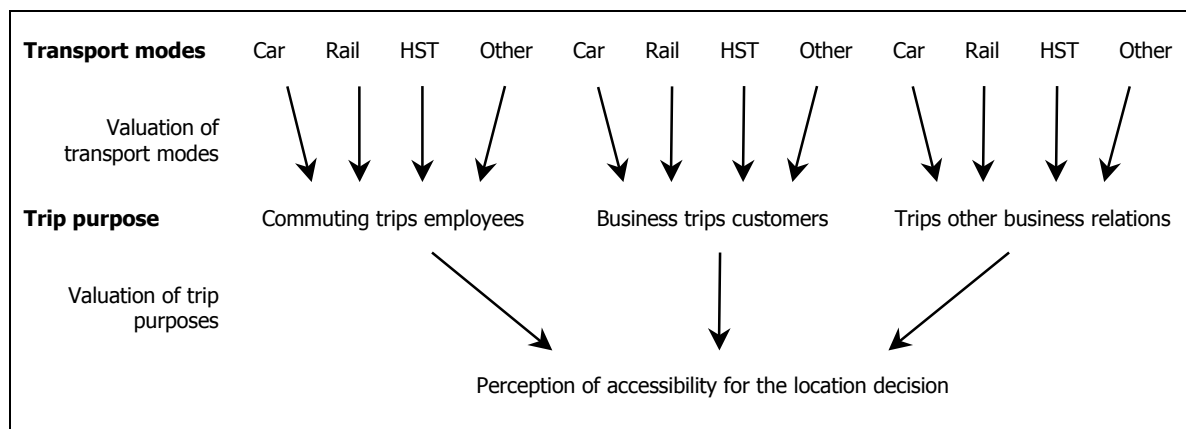 Transport modes Car Rail HST Other Car Rail HST Other Car Rail HST Other
Valuation of
transport modes
Trip purpose Commuting trips employees Business trips customers Trips other business relations
Valuation of trip
purposes
Perception of accessibility for the location decision